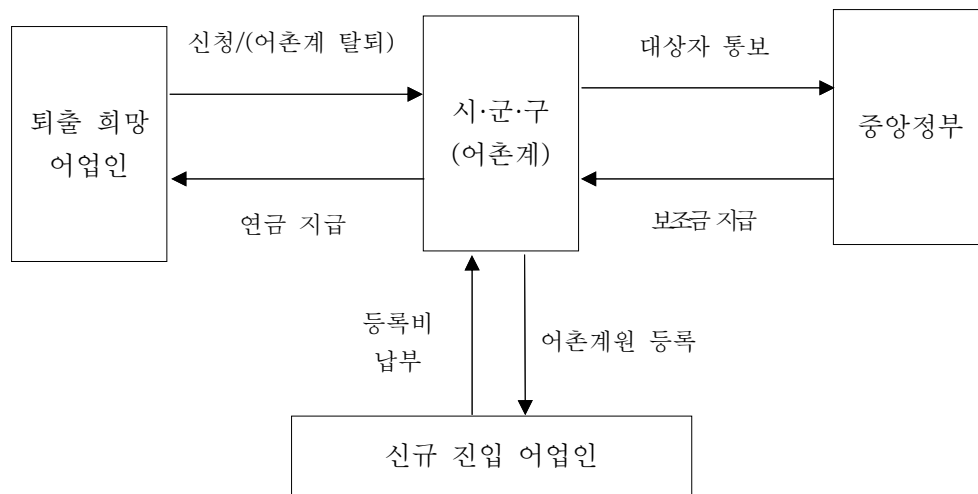 신청/(어촌계 탈퇴)
대상자 통보
퇴출 희망
어업인
시·군·구
(어촌계)
중앙정부
연금 지급
보조금 지급
등록비
납부
어촌계원 등록
신규 진입 어업인